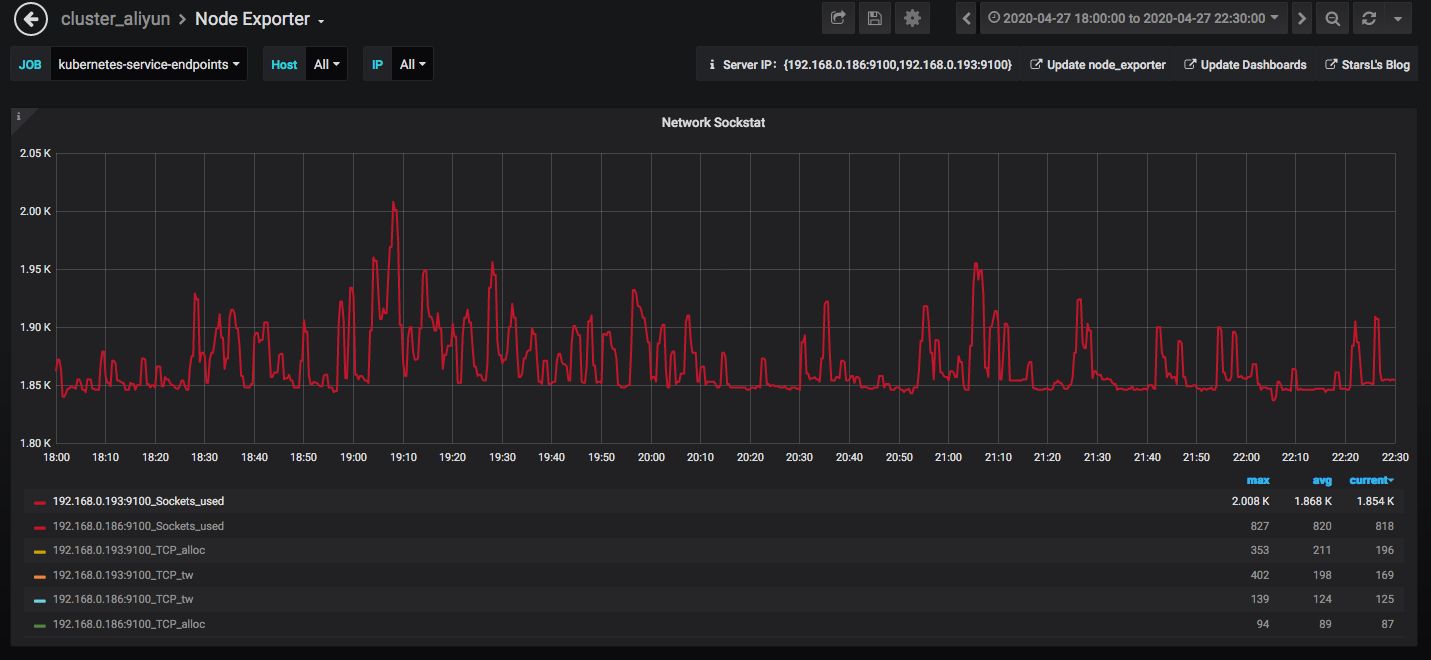 cluster_aliyun > Node Exporter
2020-04-27 18:00:00 to 2020-04-27 22:30:00
JOB kubernetes-service-endpoints Host All IP All
i Server IP：{192.168.0.186:9100,192.168.0.193:9100} Update node_exporter Update Dashboards StarsL's Blog
i
Network Sockstat
2.05 K
2.00 K
1.95 K
1.90 K
1.85 K
1.80 K
18:00 18:10 18:20 18:30 18:40 18:50 19:00 19:10 19:20 19:30 19:40 19:50 20:00 20:10 20:20 20:30 20:40 20:50 21:00 21:10 21:20 21:30 21:40 21:50 22:00 22:10 22:20 22:30
max avg current
192.168.0.193:9100_Sockets_used 2.008 K 1.868 K 1.854 K
192.168.0.186:9100_Sockets_used 827 820 818
192.168.0.193:9100_TCP_alloc 353 211 196
192.168.0.193:9100_TCP_tw 402 198 169
192.168.0.186:9100_TCP_tw 139 124 125
192.168.0.186:9100_TCP_alloc 94 89 87